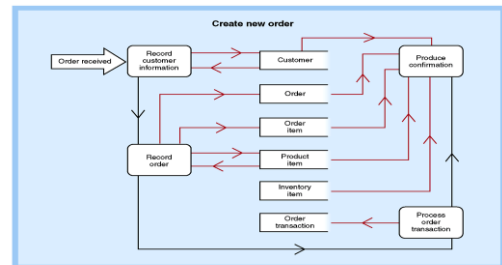 Create new order
Order received
Record
customer
information
Customer
Produce
confirmation
Order
Order
item
Record
order
Product
item
Inventory
item
Order
transaction
Process
order
transaction